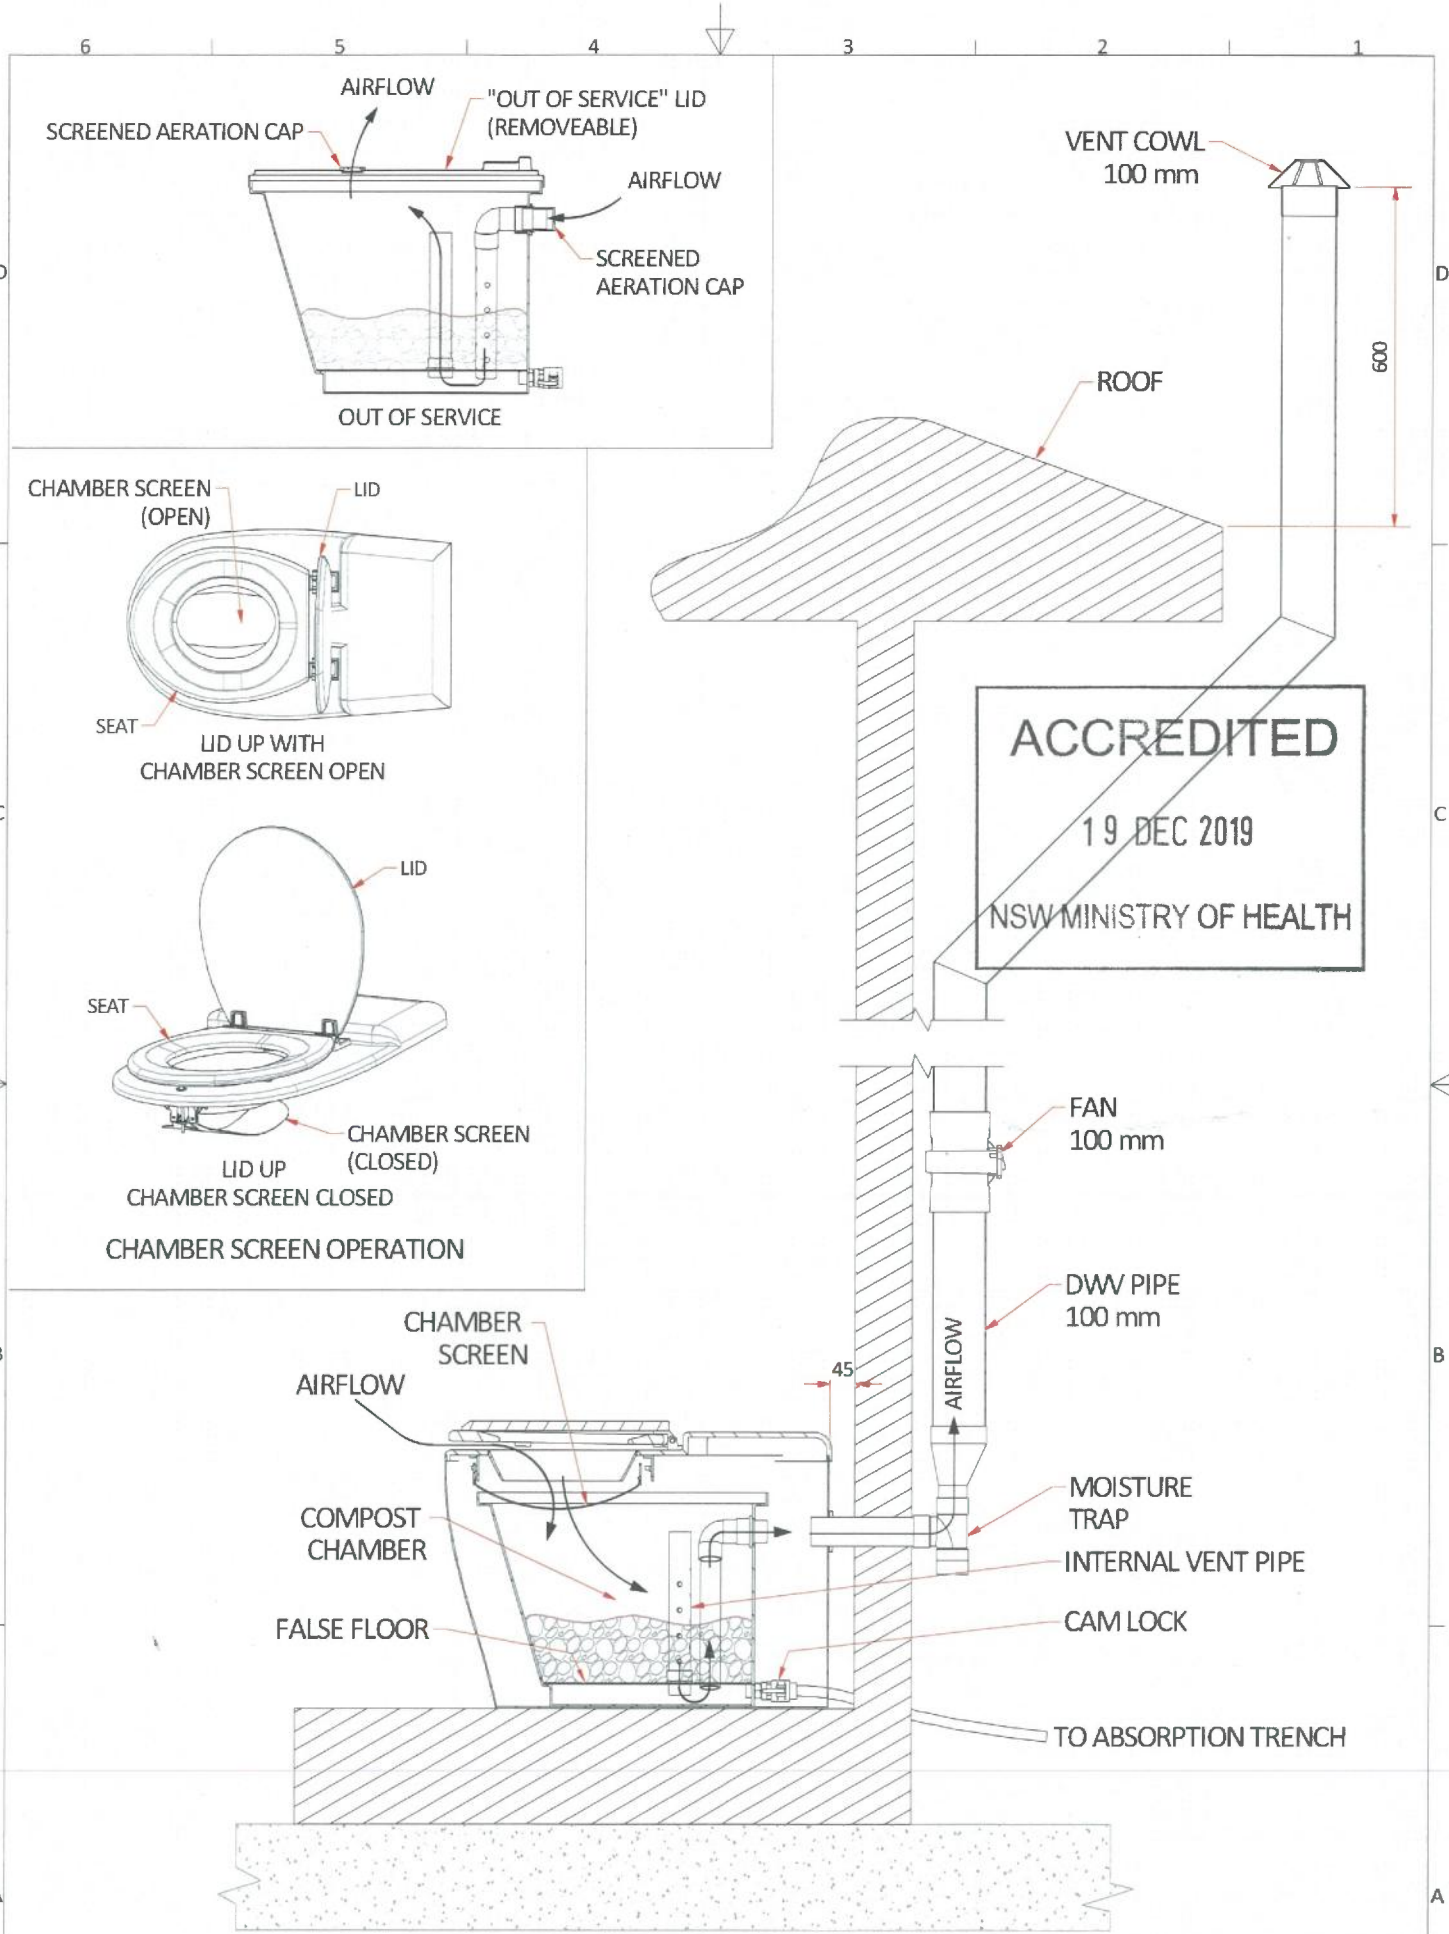 6 5 4 3 2 1
AIRFLOW
"OUT OF SERVICE" LID
(REMOVEABLE)
SCREENED AERATION CAP
AIRFLOW
SCREENED
AERATION CAP
OUT OF SERVICE
VENT COWL
100 mm
D
D
600
ROOF
CHAMBER SCREEN
(OPEN)
LID
SEAT
LID UP WITH
CHAMBER SCREEN OPEN
ACCREDITED
19 DEC 2019
NSW MINISTRY OF HEALTH
C
C
LID
SEAT
CHAMBER SCREEN
(CLOSED)
LID UP
CHAMBER SCREEN CLOSED
CHAMBER SCREEN OPERATION
FAN
100 mm
DWV PIPE
100 mm
AIRFLOW
B
B
CHAMBER
SCREEN
45
AIRFLOW
COMPOST
CHAMBER
MOISTURE
TRAP
INTERNAL VENT PIPE
FALSE FLOOR
CAM LOCK
TO ABSORPTION TRENCH
A